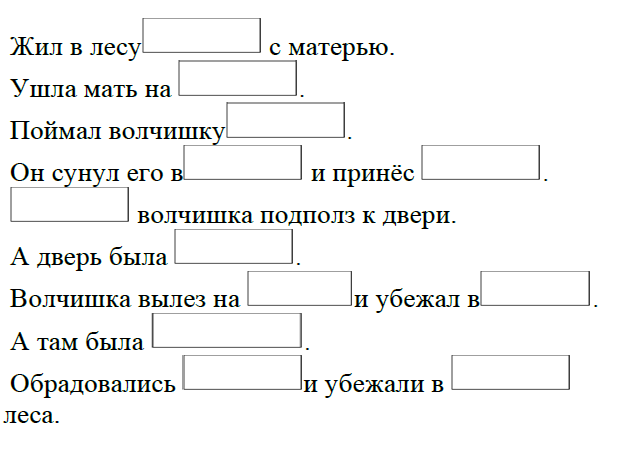 Жил в лесу с матерью.
Ушла мать на .
Поймал волчишку .
Он сунул его в и принёс .
волчишка подполз к двери.
А дверь была .
Волчишка вылез на и убежал в .
А там была .
Обрадовались и убежали в
леса.